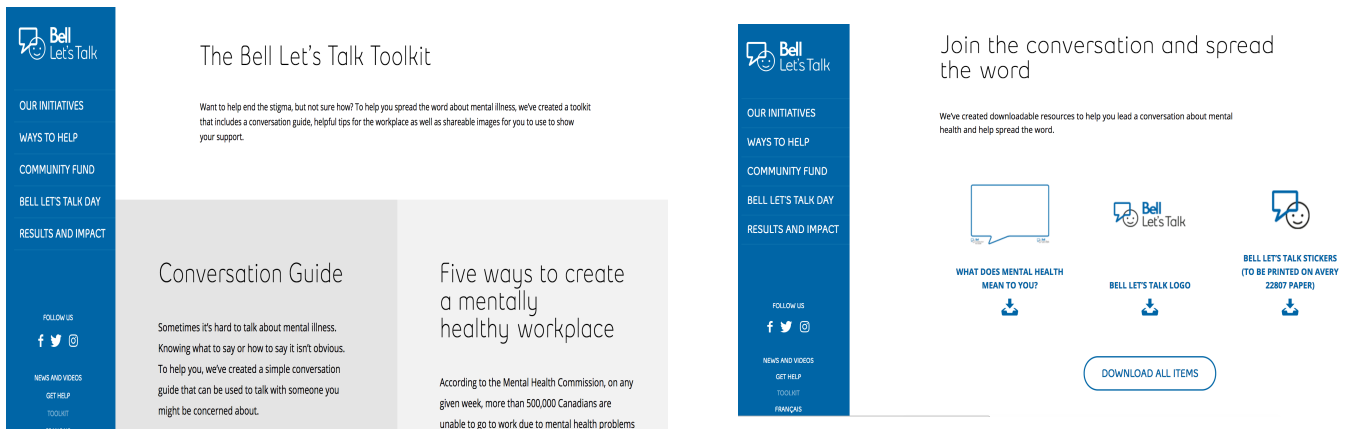 Bell
Let's Talk
OUR INITIATIVES
WAYS TO HELP
COMMUNITY FUND
BELL LET'S TALK DAY
RESULTS AND IMPACT
FOLLOW US
NEWS AND VIDEOS
GET HELP
TOOLKIT
The Bell Let's Talk Toolkit
Want to help end the stigma, but not sure how? To help you spread the word about mental illness, we've created a toolkit
that includes a conversation guide, helpful tips for the workplace as well as shareable images for you to use to show
your support.
Conversation Guide
Sometimes it's hard to talk about mental illness.
Knowing what to say or how to say it isn't obvious.
To help you, we've created a simple conversation
guide that can be used to talk with someone you
might be concerned about.
Five ways to create
a mentally
healthy workplace
According to the Mental Health Commission, on any
given week, more than 500,000 Canadians are
unable to go to work due to mental health problems
Bell
Let's Talk
OUR INITIATIVES
WAYS TO HELP
COMMUNITY FUND
BELL LET'S TALK DAY
RESULTS AND IMPACT
FOLLOW US
NEWS AND VIDEOS
GET HELP
TOOLKIT
FRANÇAIS
Join the conversation and spread
the word
We've created downloadable resources to help you lead a conversation about mental
health and help spread the word.
WHAT DOES MENTAL HEALTH
MEAN TO YOU?
Bell
Let's Talk
BELL LET'S TALK LOGO
BELL LET'S TALK STICKERS
(TO BE PRINTED ON AVERY
22807 PAPER)
DOWNLOAD ALL ITEMS